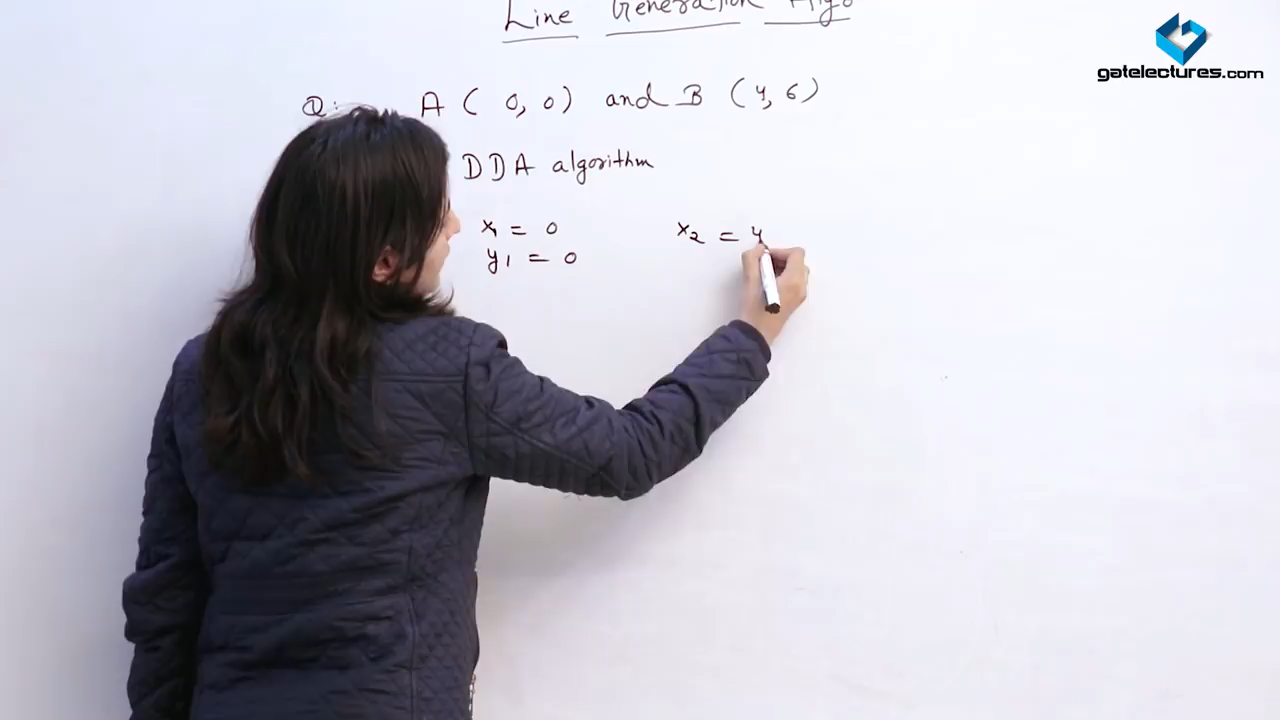 Line Generation Algo
gatelectures.com
Q: A ( 0, 0) and B (4, 6)
DDA algorithm
x1 = 0 x2 = 4
y1 = 0